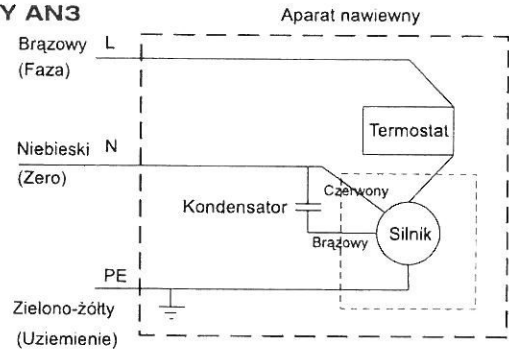 Y AN3
Aparat nawiewny
Brązowy L
(Faza)
Termostat
Niebieski N
(Zero)
Czerwony
Kondensator
Silnik
Brązowy
PE
Zielono-żółty
(Uziemienie)